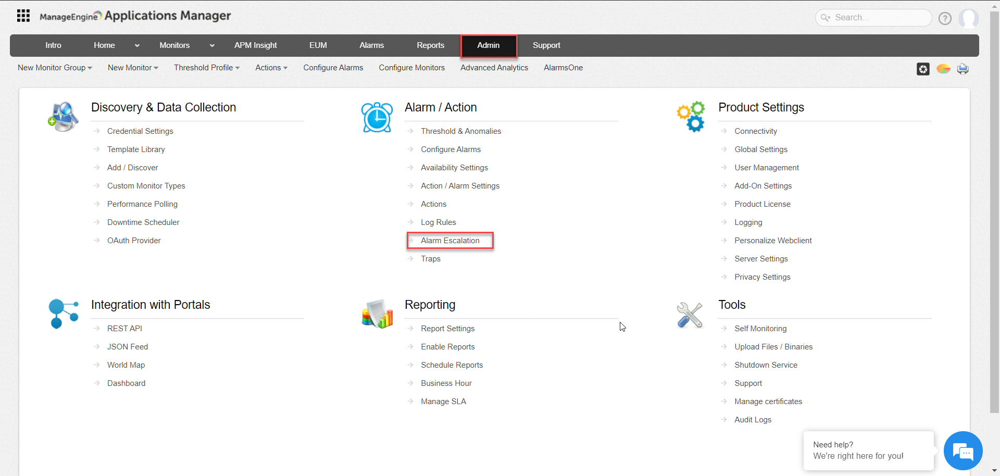 ManageEngine Applications Manager
Search...
Intro Home Monitors APM Insight EUM Alarms Reports Admin Support
New Monitor Group New Monitor Threshold Profile Actions Configure Alarms Configure Monitors Advanced Analytics AlarmsOne
Discovery & Data Collection
Credential Settings
Template Library
Add / Discover
Custom Monitor Types
Performance Polling
Downtime Scheduler
OAuth Provider
Alarm / Action
Threshold & Anomalies
Configure Alarms
Availability Settings
Action / Alarm Settings
Actions
Log Rules
Alarm Escalation
Traps
Product Settings
Connectivity
Global Settings
User Management
Add-On Settings
Product License
Logging
Personalize Webclient
Server Settings
Privacy Settings
Integration with Portals
REST API
JSON Feed
World Map
Dashboard
Reporting
Report Settings
Enable Reports
Schedule Reports
Business Hour
Manage SLA
Tools
Self Monitoring
Upload Files / Binaries
Shutdown Service
Support
Manage certificates
Audit Logs
Need help?
We're right here for you!